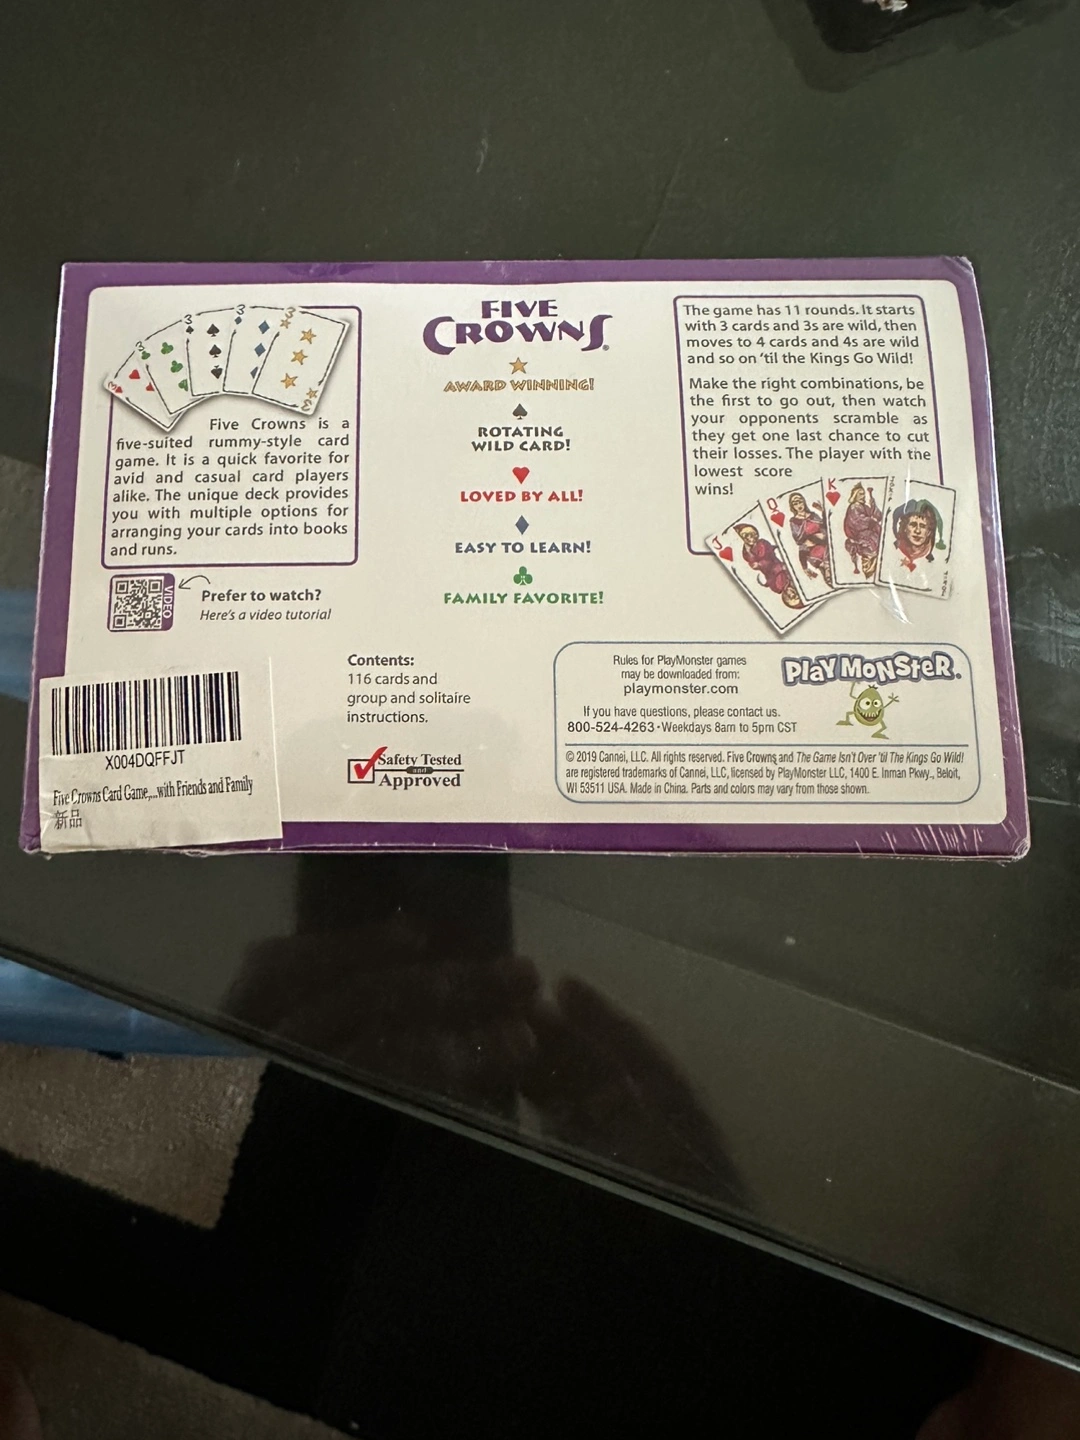 Five Crowns is a
five-suited rummy-style card
game. It is a quick favorite for
avid and casual card players
alike. The unique deck provides
you with multiple options for
arranging your cards into books
and runs.
VIDEO
Prefer to watch?
Here's a video tutorial
FIVE
CROWNS®
AWARD WINNING!
ROTATING
WILD CARD!
LOVED BY ALL!
EASY TO LEARN!
FAMILY FAVORITE!
The game has 11 rounds. It starts
with 3 cards and 3s are wild, then
moves to 4 cards and 4s are wild
and so on 'til the Kings Go Wild!
Make the right combinations, be
the first to go out, then watch
your opponents scramble as
they get one last chance to cut
their losses. The player with the
lowest score
wins!
3
3
3
3
3
J
Q
K
X004DQFFJT
Five Crowns Card Game,...with Friends and Family
新品
Contents:
116 cards and
group and solitaire
instructions.
Safety Tested
and
Approved
Rules for PlayMonster games
may be downloaded from:
playmonster.com
PLAYMONSTER.
If you have questions, please contact us.
800-524-4263 • Weekdays 8am to 5pm CST
© 2019 Cannei, LLC. All rights reserved. Five Crowns and The Game Isn't Over 'til The Kings Go Wild!
are registered trademarks of Cannei, LLC, licensed by PlayMonster LLC, 1400 E. Inman Pkwy., Beloit,
WI 53511 USA. Made in China. Parts and colors may vary from those shown.